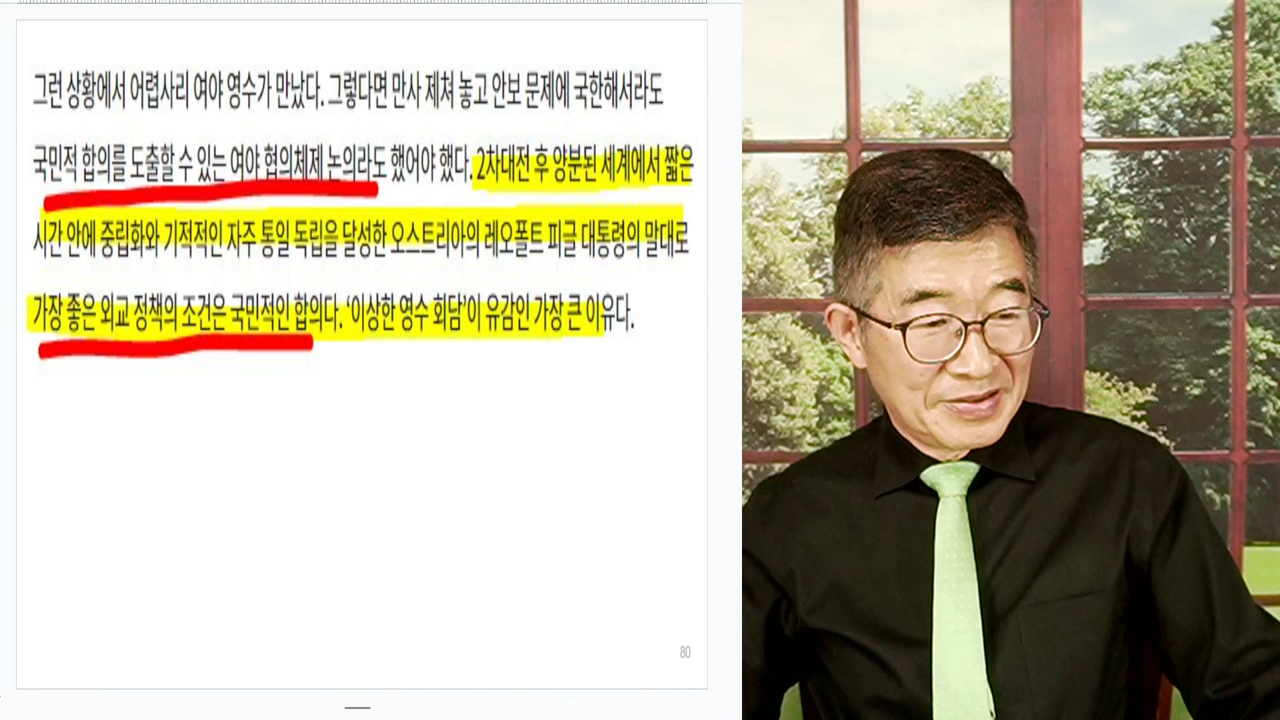 그런 상황에서 어렵사리 여야 영수가 만났다. 그렇다면 만사 제쳐 놓고 안보 문제에 국한해서라도
국민적 합의를 도출할 수 있는 여야 협의체제 논의라도 했어야 했다. 2차대전 후 양분된 세계에서 짧은
시간 안에 중립화와 기적적인 자주 통일 독립을 달성한 오스트리아의 레오폴트 피글 대통령의 말대로
가장 좋은 외교 정책의 조건은 국민적인 합의다. ‘이상한 영수 회담’이 유감인 가장 큰 이유다.
80